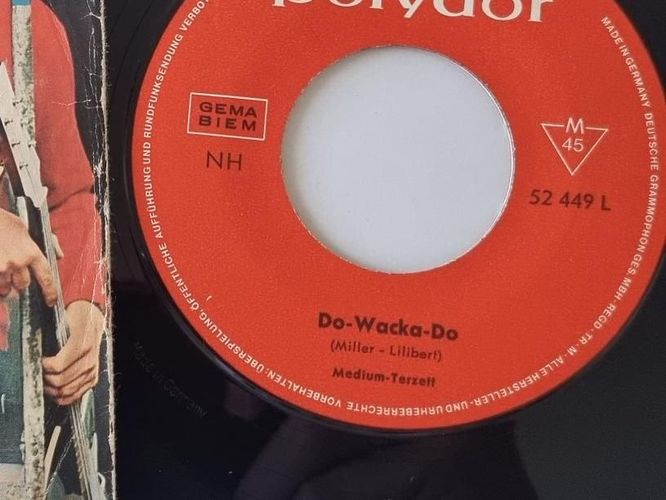 polydor
GEMA
BIEM
NH
M
45
52 449 L
Do-Wacka-Do
(Miller - Lilibert)
Medium-Terzett
MADE IN GERMANY DEUTSCHE GRAMMOPHON GES. MBH · REGD · TR · M · ALLE HERSTELLER- UND URHEBERRECHTE VORBEHALTEN · ÜBERSPIELUNG, ÖFFENTLICHE AUFFÜHRUNG UND RUNDFUNKSENDUNG VERBO
Made in Germany